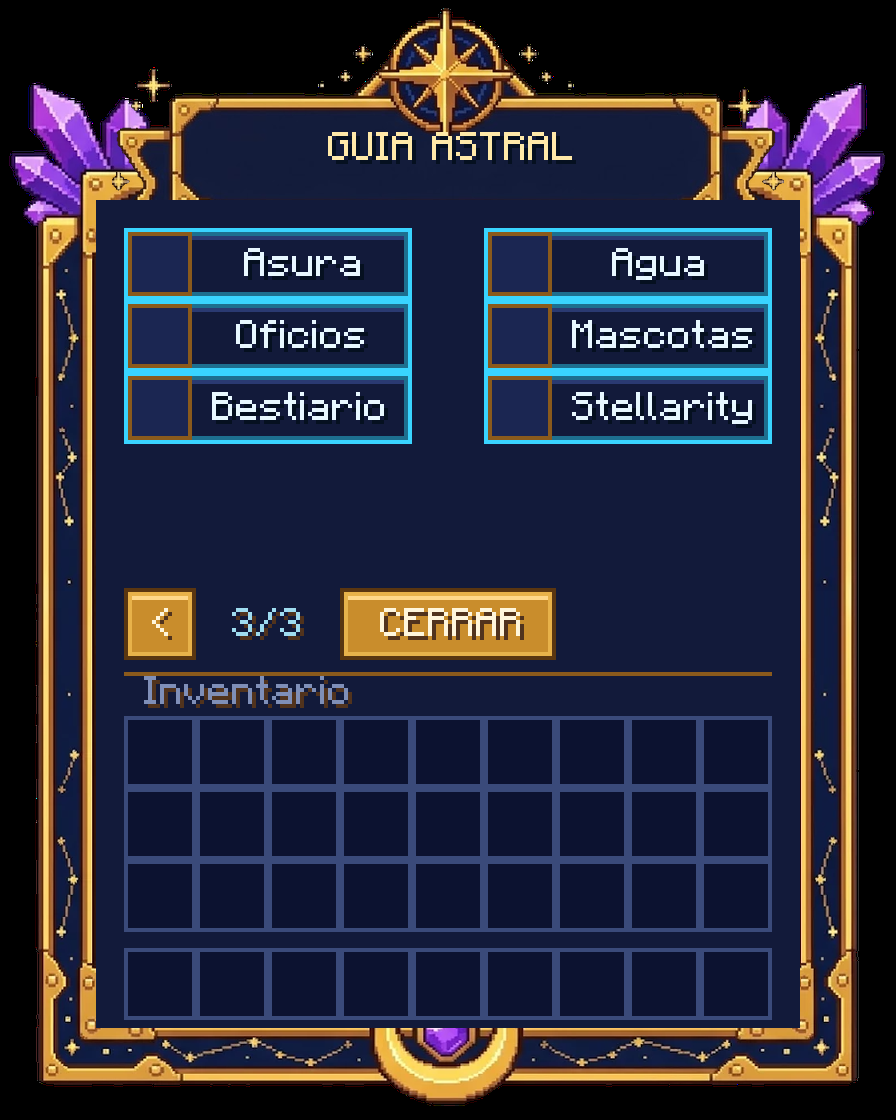 GUIA ASTRAL
Asura
Agua
Oficios
Mascotas
Bestiario
Stellarity
< 3/3 CERRAR
Inventario